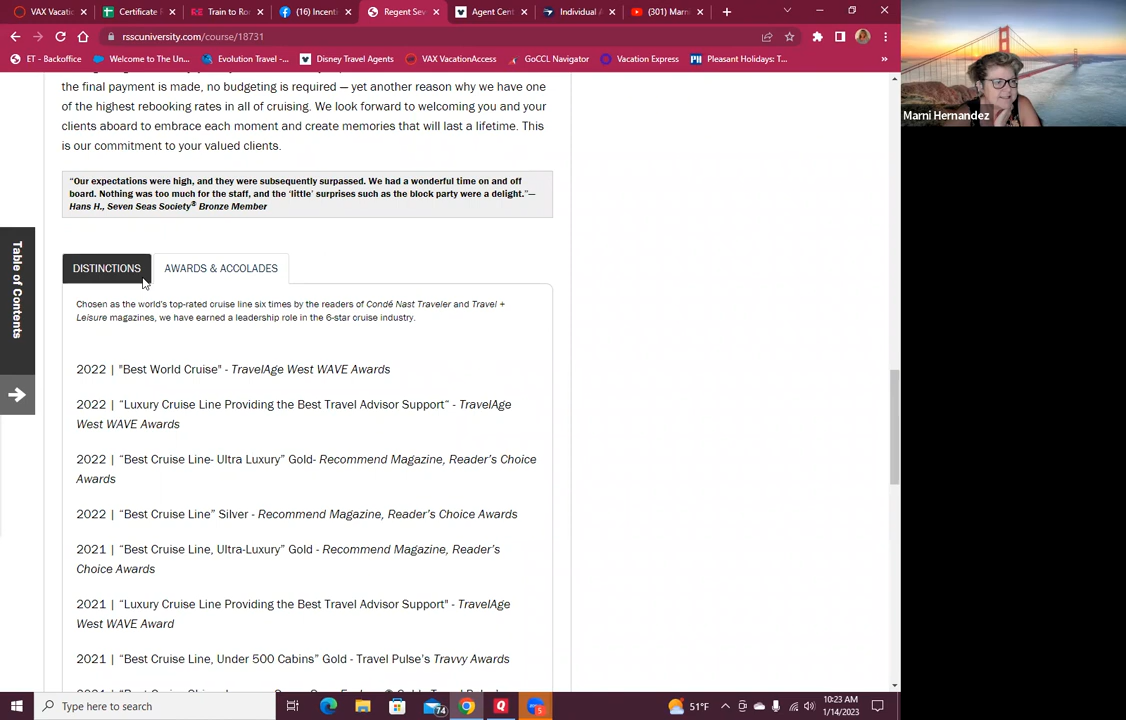 VAX Vacatio
Certificate F
Train to Ro
(16) Incenti
Regent Sev
Agent Cent
Individual A
(301) Marn
rsscuniversity.com/course/18731
ET - Backoffice
Welcome to The Un...
Evolution Travel -...
Disney Travel Agents
VAX VacationAccess
GoCCL Navigator
Vacation Express
Pleasant Holidays: T...
»
the final payment is made, no budgeting is required — yet another reason why we have one
of the highest rebooking rates in all of cruising. We look forward to welcoming you and your
clients aboard to embrace each moment and create memories that will last a lifetime. This
is our commitment to your valued clients.
“Our expectations were high, and they were subsequently surpassed. We had a wonderful time on and off
board. Nothing was too much for the staff, and the ‘little’ surprises such as the block party were a delight.”—
Hans H., Seven Seas Society® Bronze Member
Table of Contents
DISTINCTIONS
AWARDS & ACCOLADES
Chosen as the world's top-rated cruise line six times by the readers of Condé Nast Traveler and Travel +
Leisure magazines, we have earned a leadership role in the 6-star cruise industry.
2022 | "Best World Cruise" - TravelAge West WAVE Awards
2022 | “Luxury Cruise Line Providing the Best Travel Advisor Support” - TravelAge
West WAVE Awards
2022 | “Best Cruise Line- Ultra Luxury” Gold- Recommend Magazine, Reader’s Choice
Awards
2022 | “Best Cruise Line” Silver - Recommend Magazine, Reader’s Choice Awards
2021 | “Best Cruise Line, Ultra-Luxury” Gold - Recommend Magazine, Reader’s
Choice Awards
2021 | “Luxury Cruise Line Providing the Best Travel Advisor Support" - TravelAge
West WAVE Award
2021 | “Best Cruise Line, Under 500 Cabins” Gold - Travel Pulse’s Travvy Awards
Type here to search
74
5
51°F
10:23 AM
1/14/2023
Marni Hernandez